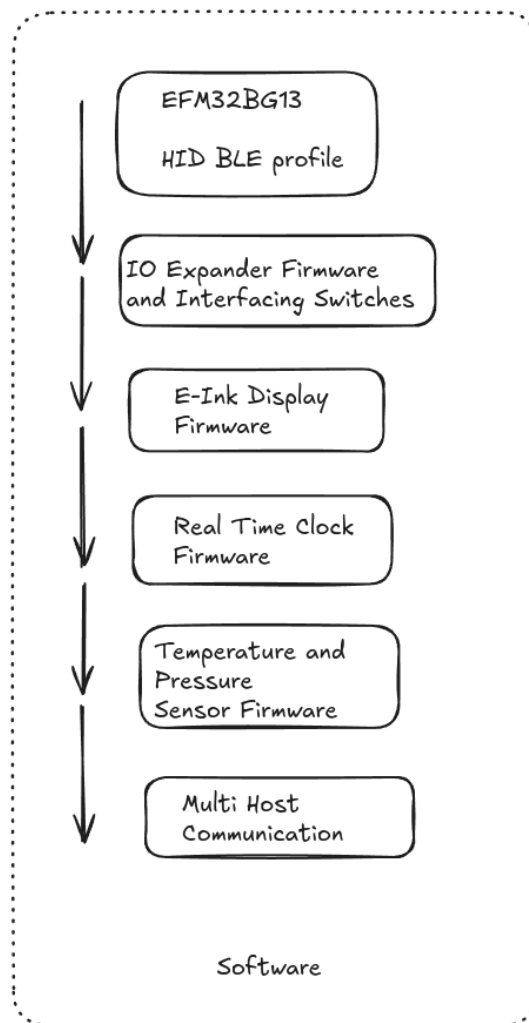 EFM32BG13
HID BLE profile
IO Expander Firmware
and Interfacing Switches
E-Ink Display
Firmware
Real Time Clock
Firmware
Temperature and
Pressure
Sensor Firmware
Multi Host
Communication
Software